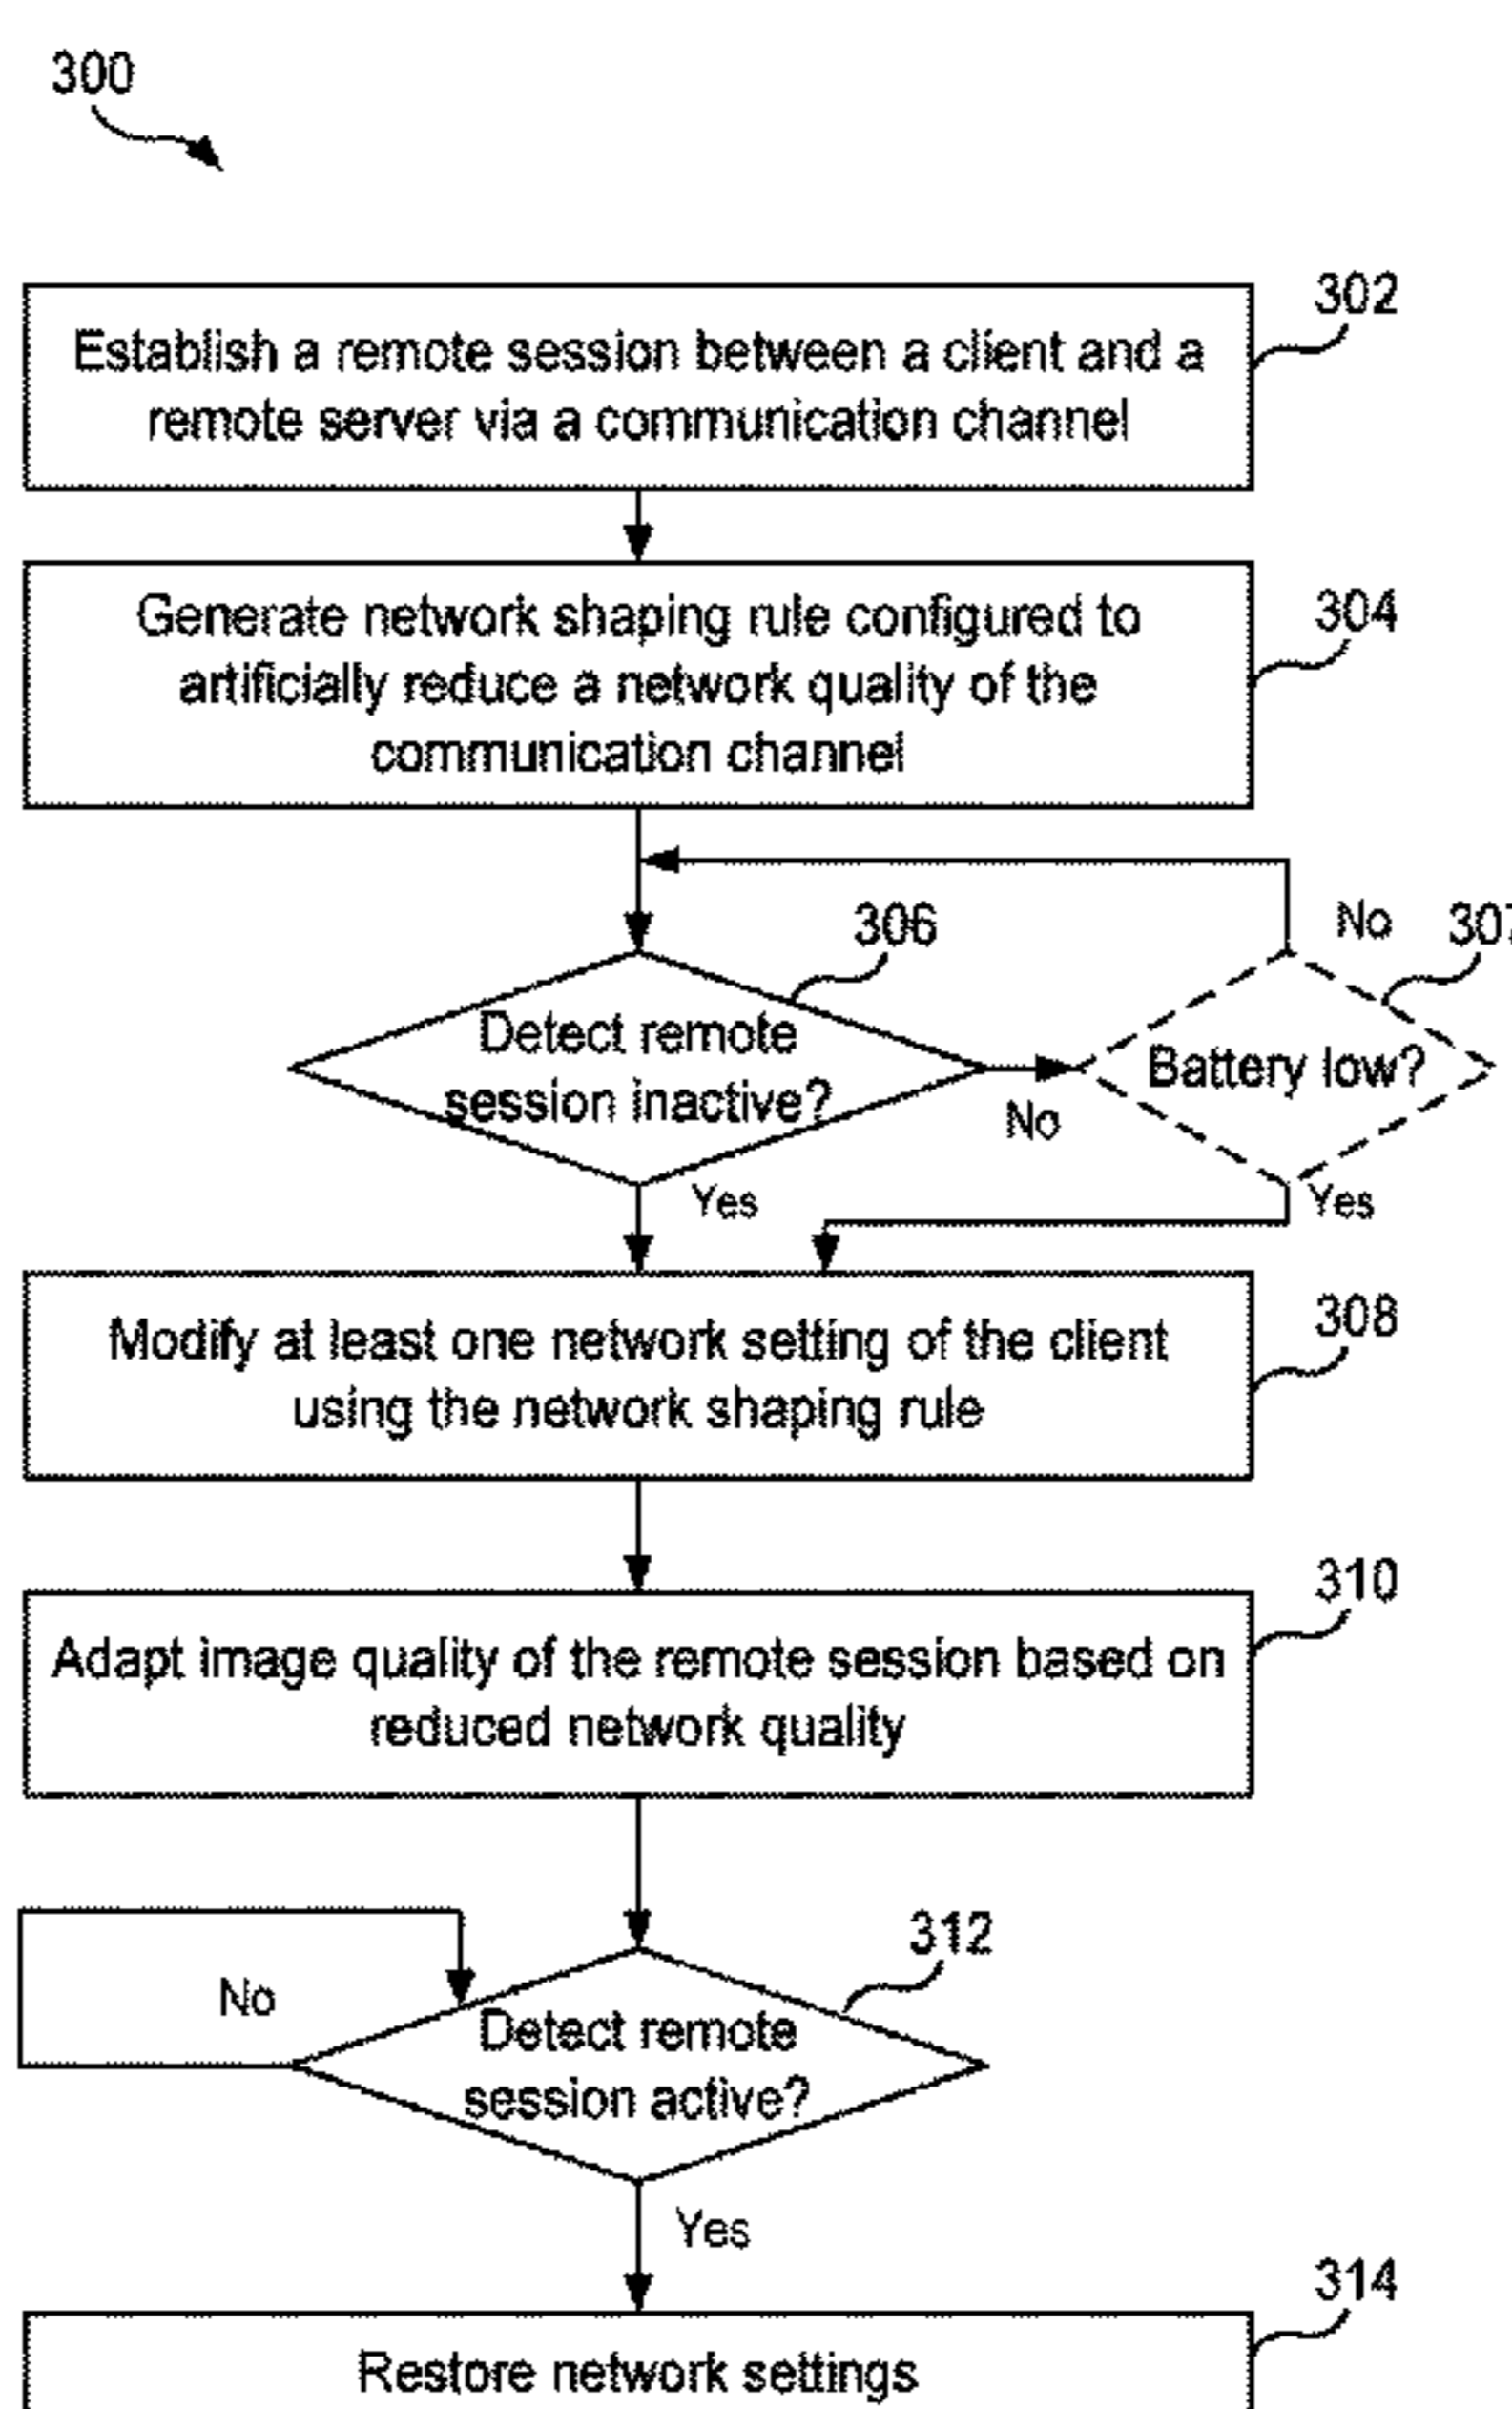 300
302
Establish a remote session between a client and a
remote server via a communication channel
304
Generate network shaping rule configured to
artificially reduce a network quality of the
communication channel
306
No
307
Detect remote
session inactive?
Battery low?
No
Yes
Yes
308
Modify at least one network setting of the client
using the network shaping rule
310
Adapt image quality of the remote session based on
reduced network quality
312
No
Detect remote
session active?
Yes
314
Restore network settings